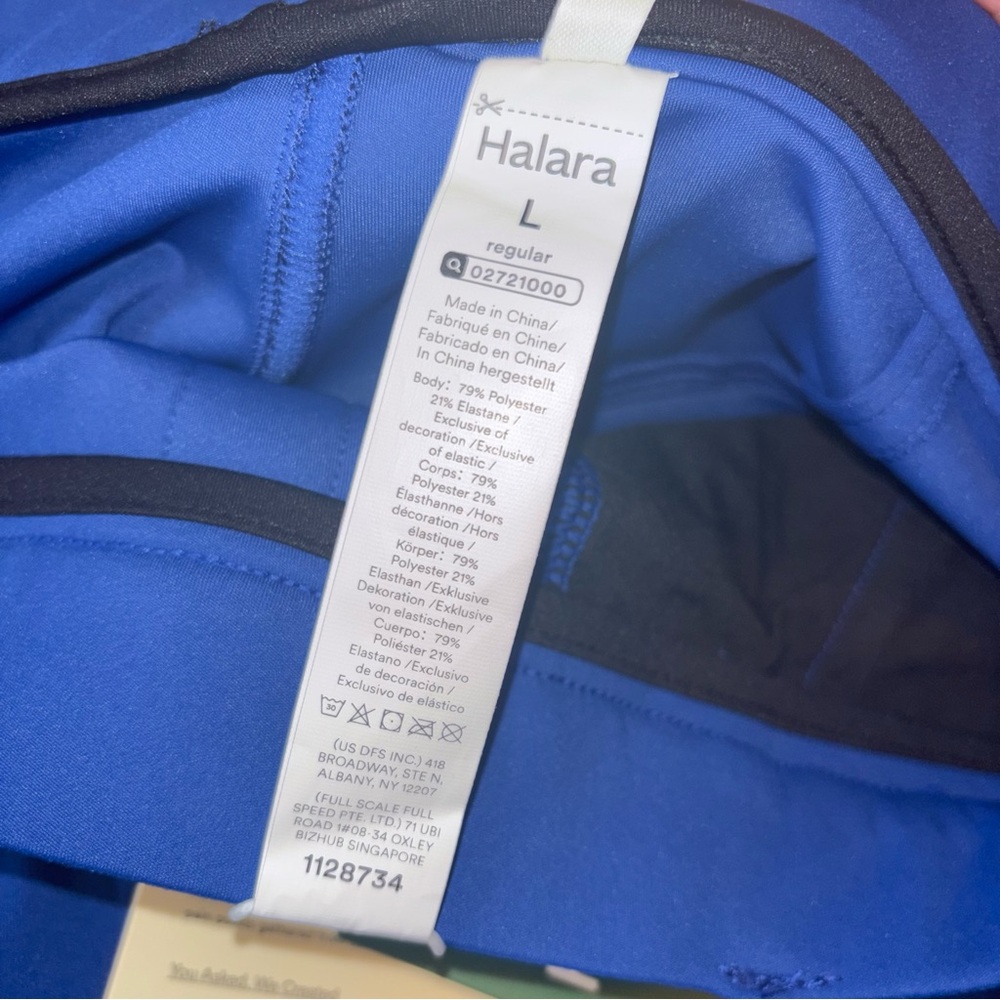 Halara
L
regular
02721000
Made in China/
Fabriqué en Chine/
Fabricado en China/
In China hergestellt
Body: 79% Polyester
21% Elastane /
Exclusive of
decoration /Exclusive
of elastic /
Corps: 79%
Polyester 21%
Élasthanne /Hors
décoration /Hors
élastique /
Körper: 79%
Polyester 21%
Elasthan /Exklusive
Dekoration /Exklusive
von elastischen /
Cuerpo: 79%
Poliéster 21%
Elastano /Exclusivo
de decoración /
Exclusivo de elástico
30
(US DFS INC.) 418
BROADWAY, STE N,
ALBANY, NY 12207
(FULL SCALE FULL
SPEED PTE. LTD.) 71 UBI
ROAD 1#08-34 OXLEY
BIZHUB SINGAPORE
1128734
You Asked. We Created